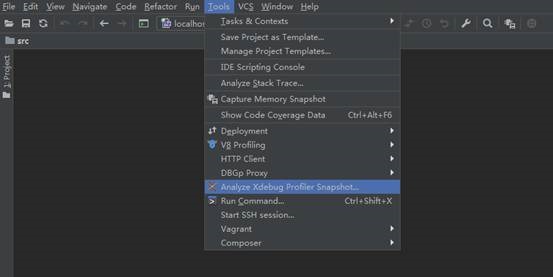 File Edit View Navigate Code Refactor Run Tools VCS Window Help
localhos
src
Project
Tasks & Contexts
Save Project as Template...
Manage Project Templates...
IDE Scripting Console
Analyze Stack Trace...
Capture Memory Snapshot
Show Code Coverage Data Ctrl+Alt+F6
Deployment
V8 Profiling
HTTP Client
DBGp Proxy
Analyze Xdebug Profiler Snapshot...
Run Command... Ctrl+Shift+X
Start SSH session...
Vagrant
Composer